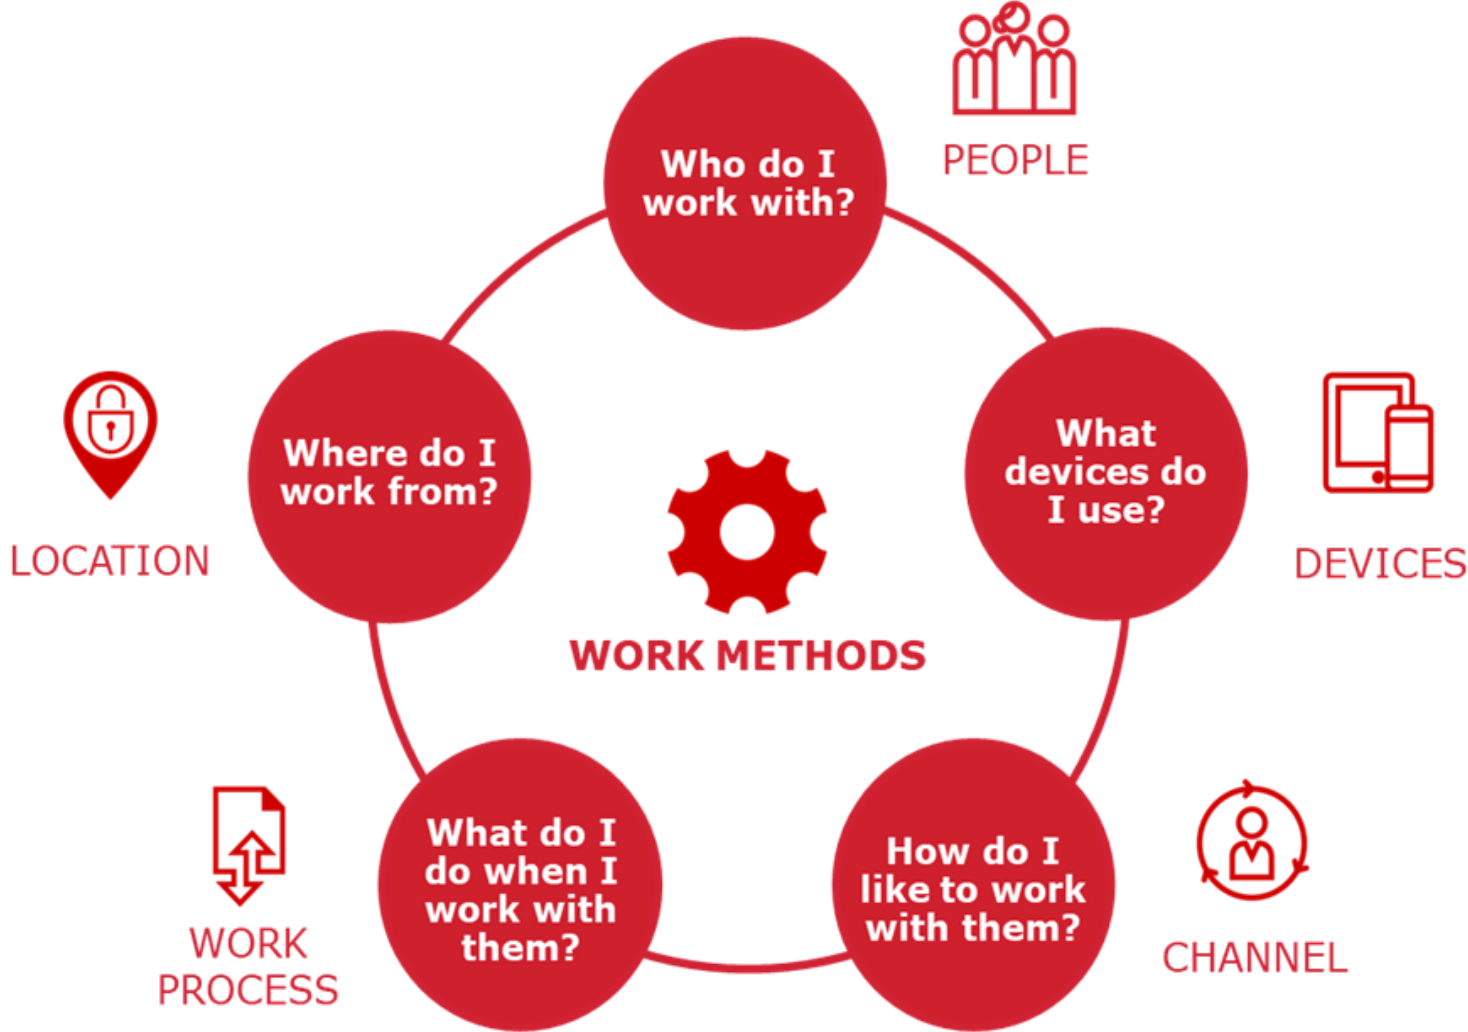 Who do I
work with?
PEOPLE
What
devices do
I use?
DEVICES
How do I
like to work
with them?
CHANNEL
What do I
do when I
work with
them?
WORK
PROCESS
Where do I
work from?
LOCATION
WORK METHODS